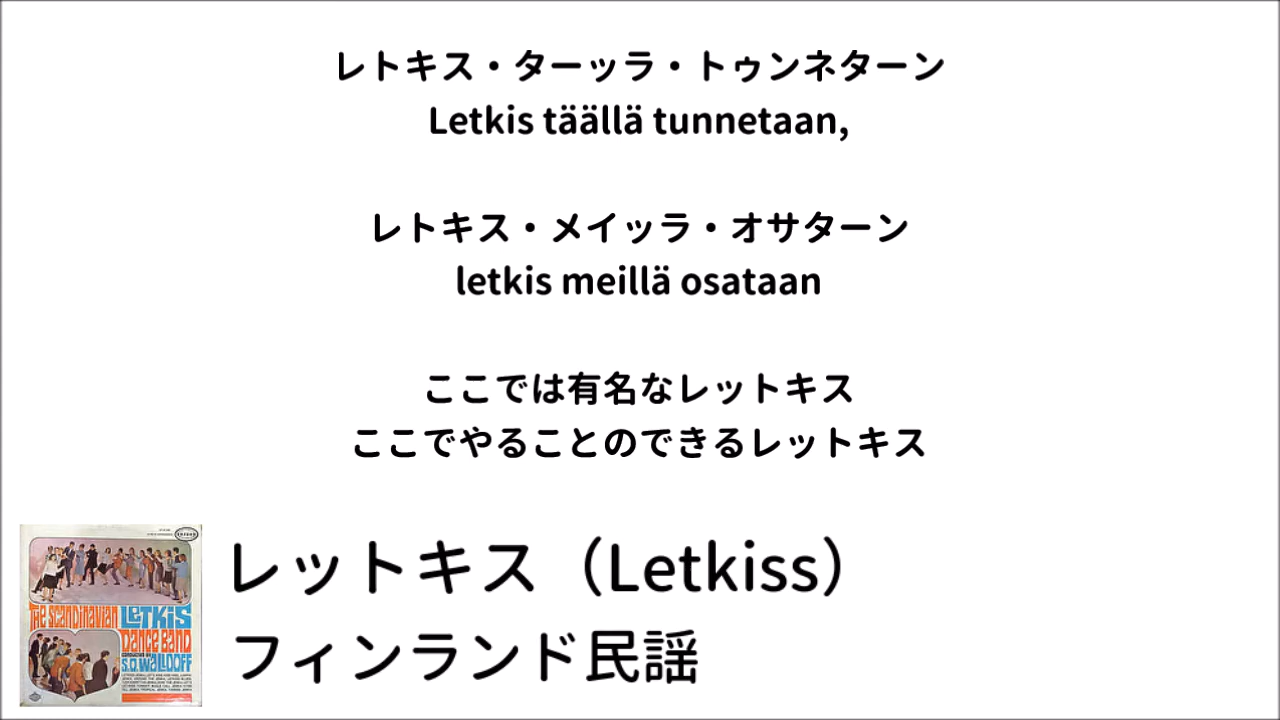 レトキス・ターッラ・トゥンネターン
Letkis täällä tunnetaan,
レトキス・メイッラ・オサターン
letkis meillä osataan
ここでは有名なレットキス
ここでやることのできるレットキス
レットキス（Letkiss）
フィンランド民謡
THE SCANDINAVIAN LETKIS
DANCE BAND
S.O. WALLDOFF